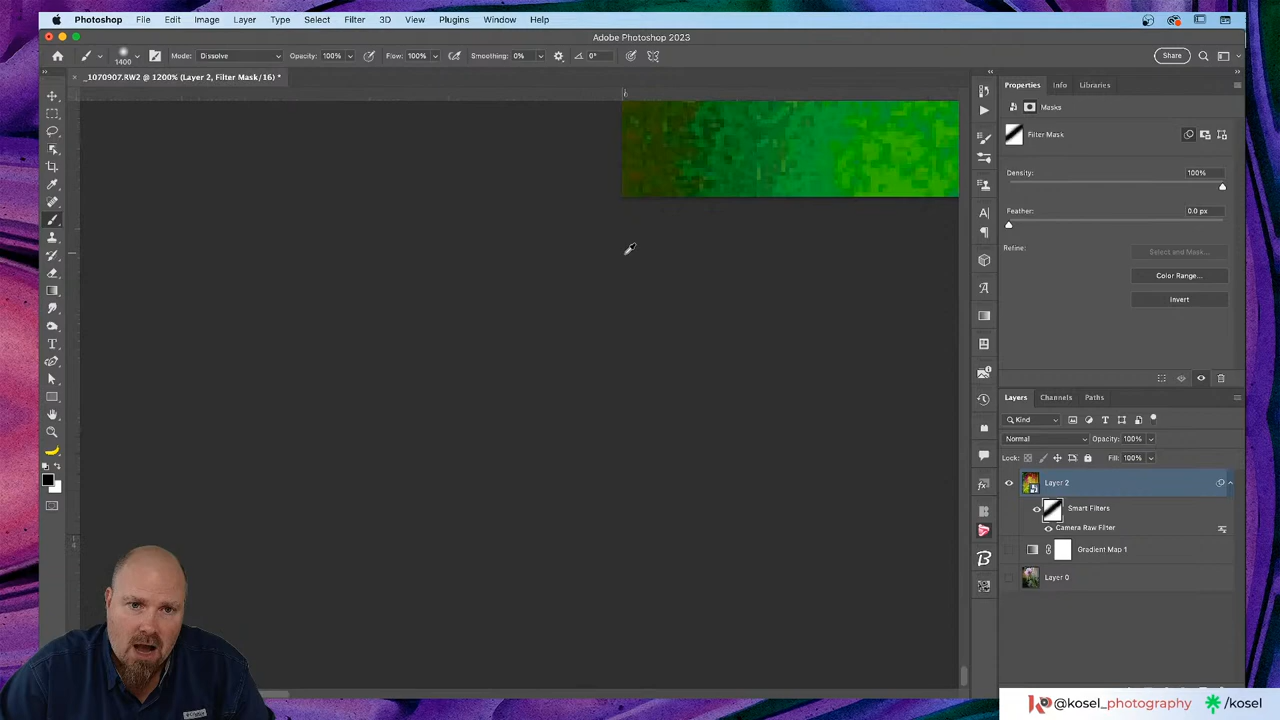 Photoshop File Edit Image Layer Type Select Filter 3D View Plugins Window Help
Adobe Photoshop 2023
1400 Mode: Dissolve Opacity: 100% Flow: 100% Smoothing: 0% 0° Share
_1070907.RW2 @ 1200% (Layer 2, Filter Mask/16) *
Properties Info Libraries
Masks
Filter Mask
Density: 100%
Feather: 0.0 px
Refine: Select and Mask...
Color Range...
Invert
Layers Channels Paths
Kind
Normal Opacity: 100%
Lock: Fill: 100%
Layer 2
Smart Filters
Camera Raw Filter
Gradient Map 1
Layer 0
@kosel_photography /kosel